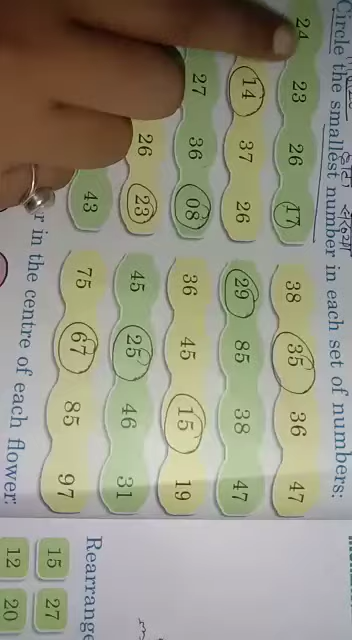 Circle the smallest number in each set of numbers:
24 23 26 17
38 35 36 47
14 37 26
29 85 38 47
27 36 08
36 45 15 19
26 23
45 25 46 31
43
75 67 85 97
r in the centre of each flower:
Rearrange
15 27
12 20